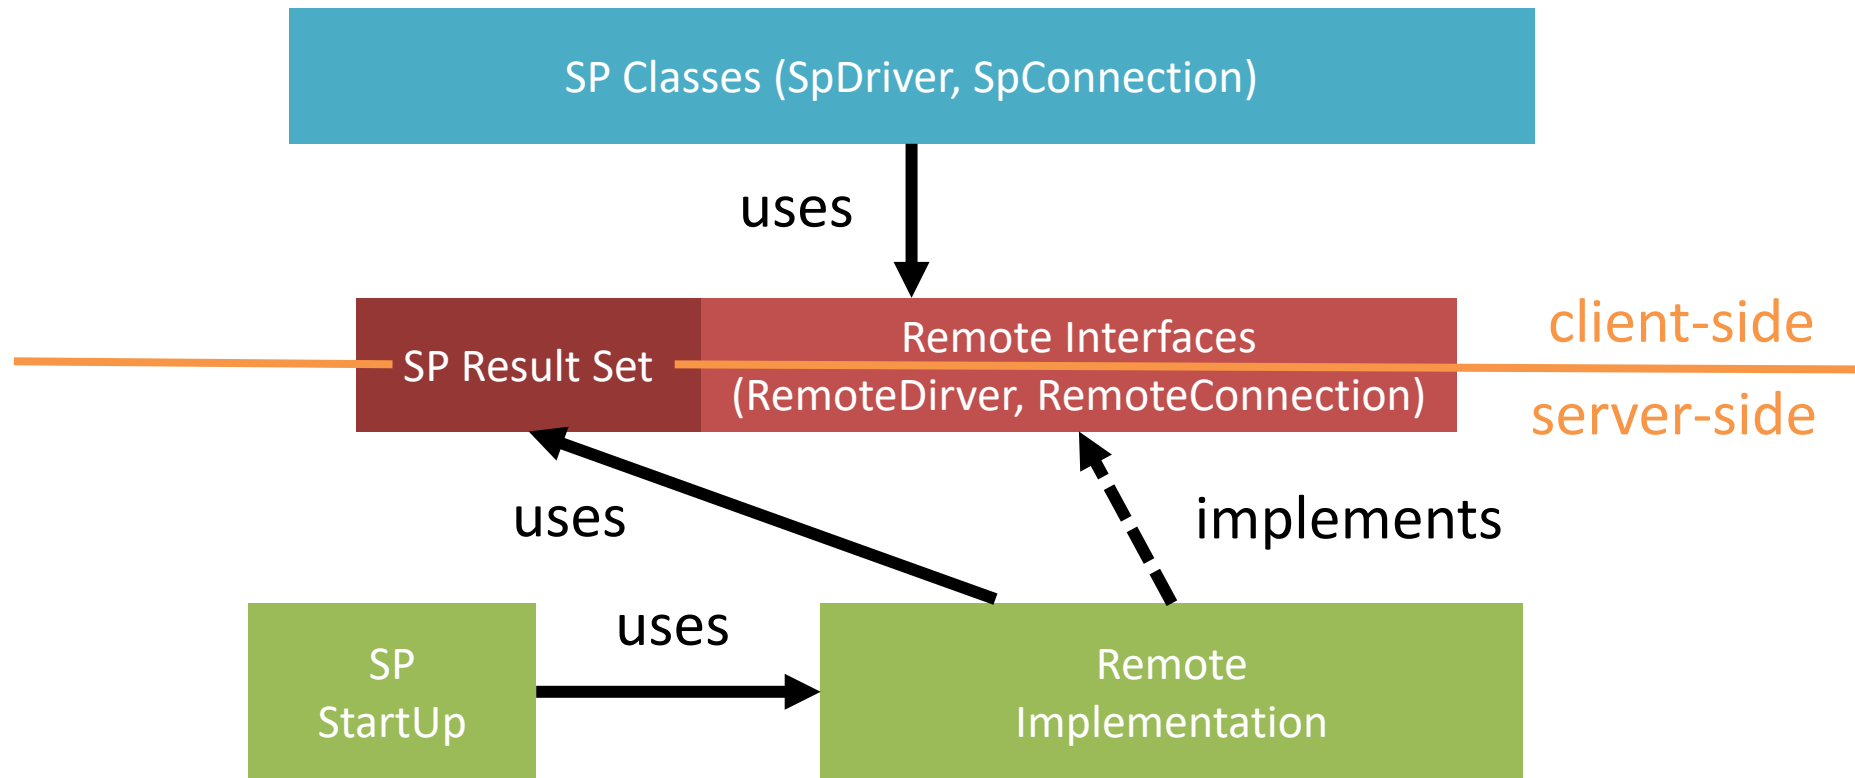 SP Classes (SpDriver, SpConnection)
uses
SP Result Set
Remote Interfaces
(RemoteDirver, RemoteConnection)
client-side
server-side
uses
implements
uses
SP
StartUp
Remote
Implementation